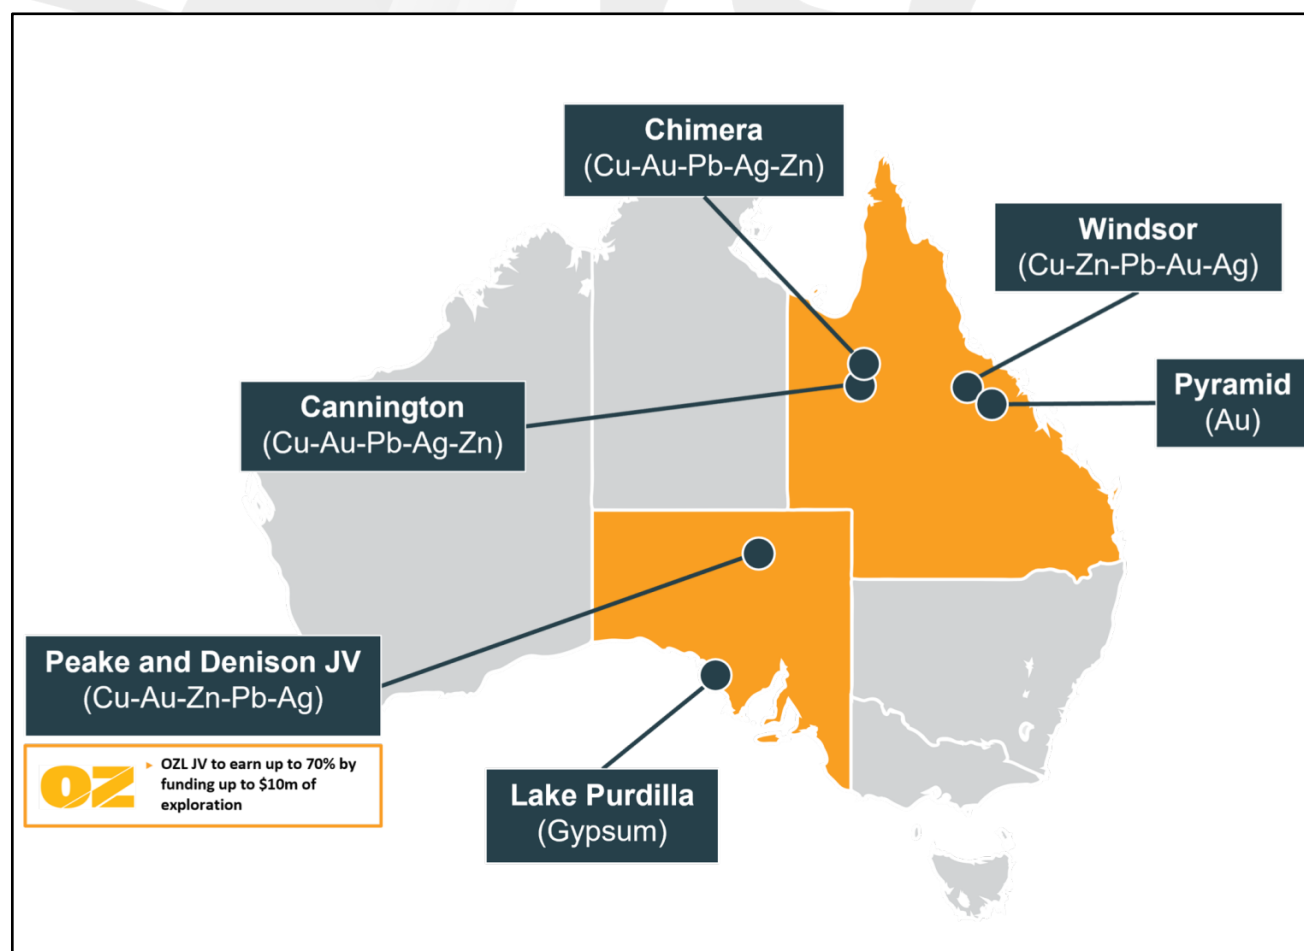 Chimera
(Cu-Au-Pb-Ag-Zn)
Windsor
(Cu-Zn-Pb-Au-Ag)
Pyramid
(Au)
Cannington
(Cu-Au-Pb-Ag-Zn)
Peake and Denison JV
(Cu-Au-Zn-Pb-Ag)
OZ
▸ OZL JV to earn up to 70% by
funding up to $10m of
exploration
Lake Purdilla
(Gypsum)